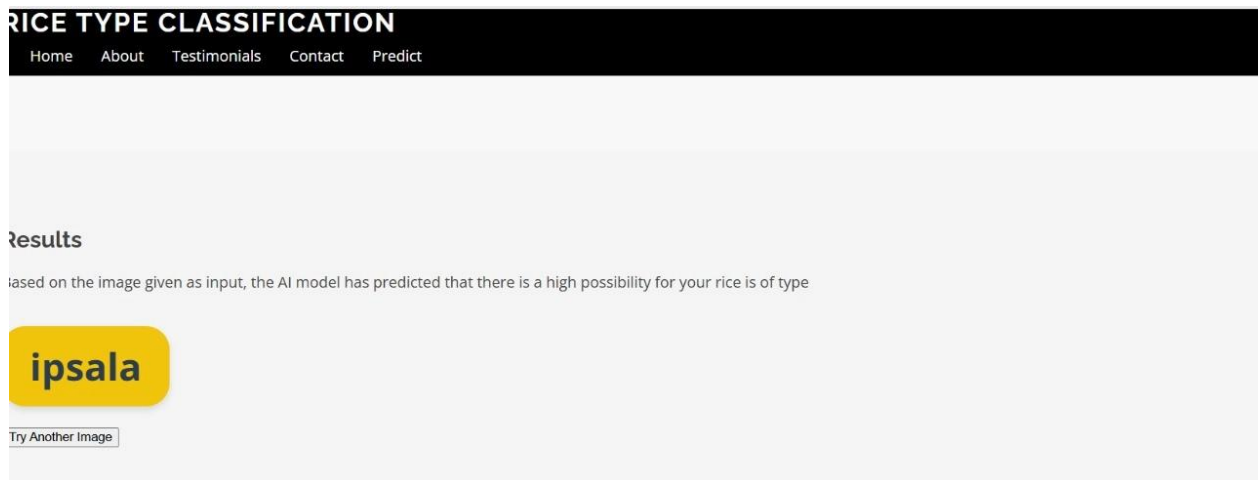 RICE TYPE CLASSIFICATION
Home About Testimonials Contact Predict
Results
Based on the image given as input, the AI model has predicted that there is a high possibility for your rice is of type
ipsala
Try Another Image